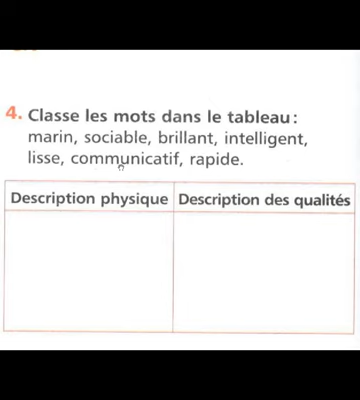 4. Classe les mots dans le tableau :
marin, sociable, brillant, intelligent,
lisse, communicatif, rapide.
Description physique Description des qualités